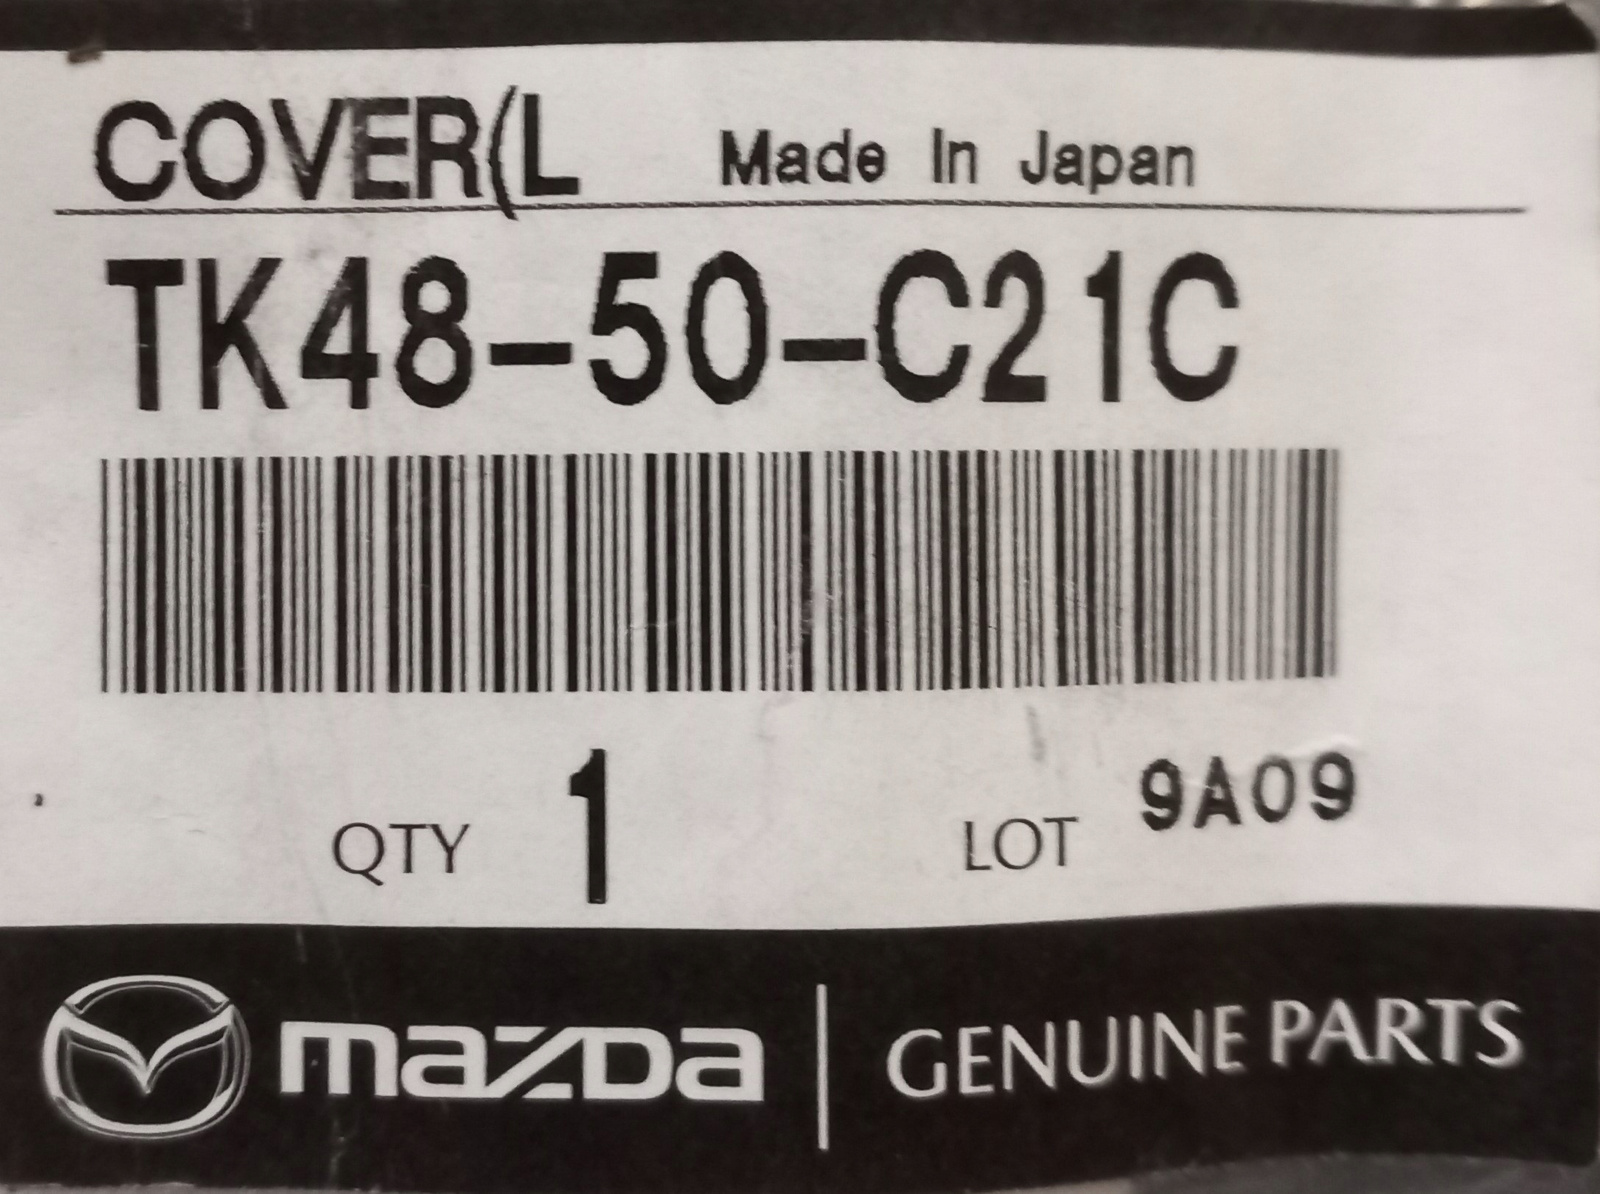 COVER(L Made In Japan
TK48-50-C21C
QTY 1 LOT 9A09
mazda GENUINE PARTS